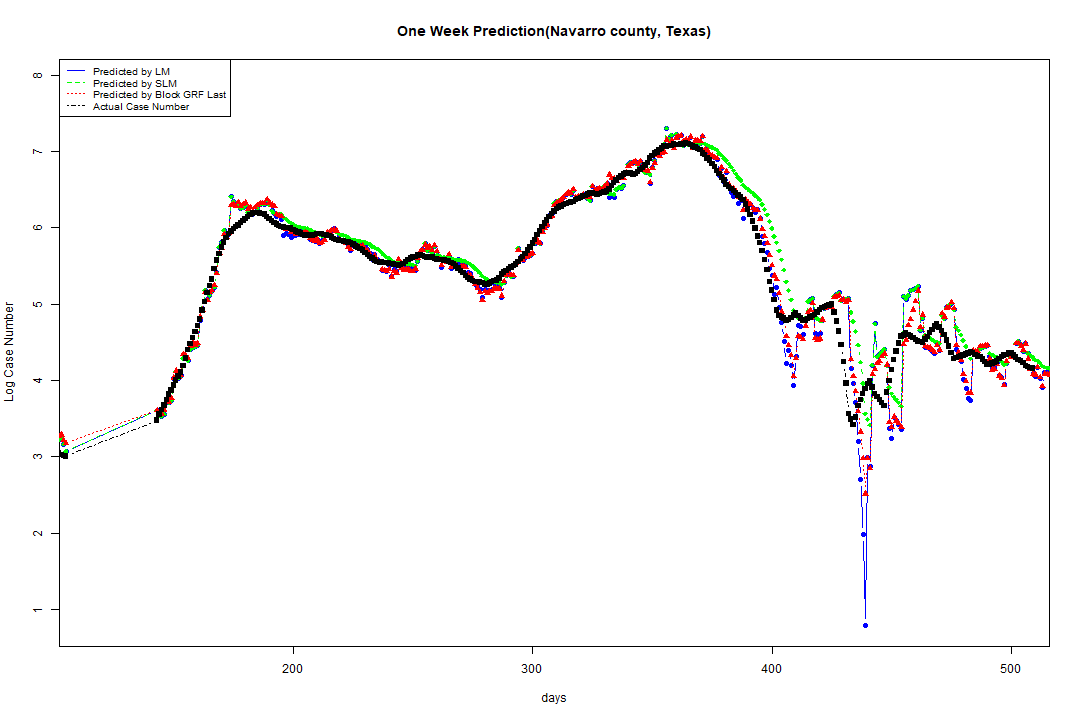 One Week Prediction(Navarro county, Texas)
Predicted by LM
Predicted by SLM
Predicted by Block GRF Last
Actual Case Number
8
7
6
5
4
3
2
1
Log Case Number
200 300 400 500
days